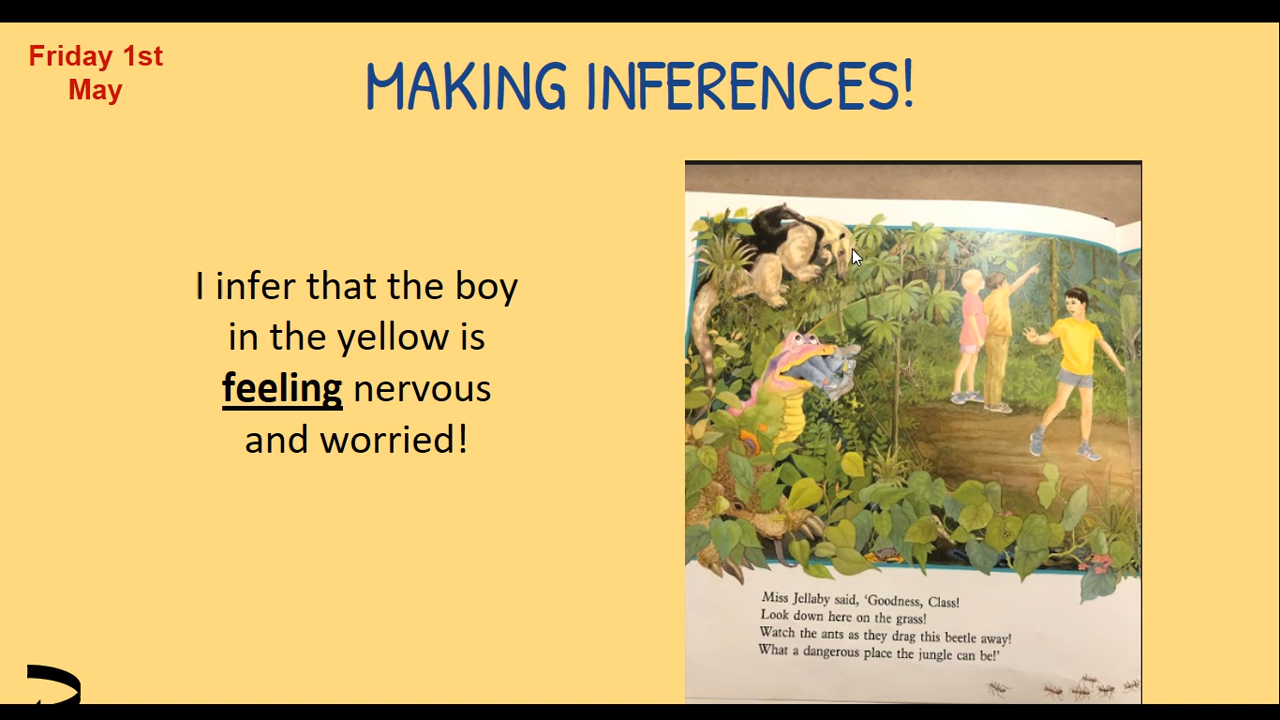 Friday 1st
May
MAKING INFERENCES!
I infer that the boy
in the yellow is
feeling nervous
and worried!
Miss Jellaby said, ‘Goodness, Class!
Look down here on the grass!
Watch the ants as they drag this beetle away!
What a dangerous place the jungle can be!’